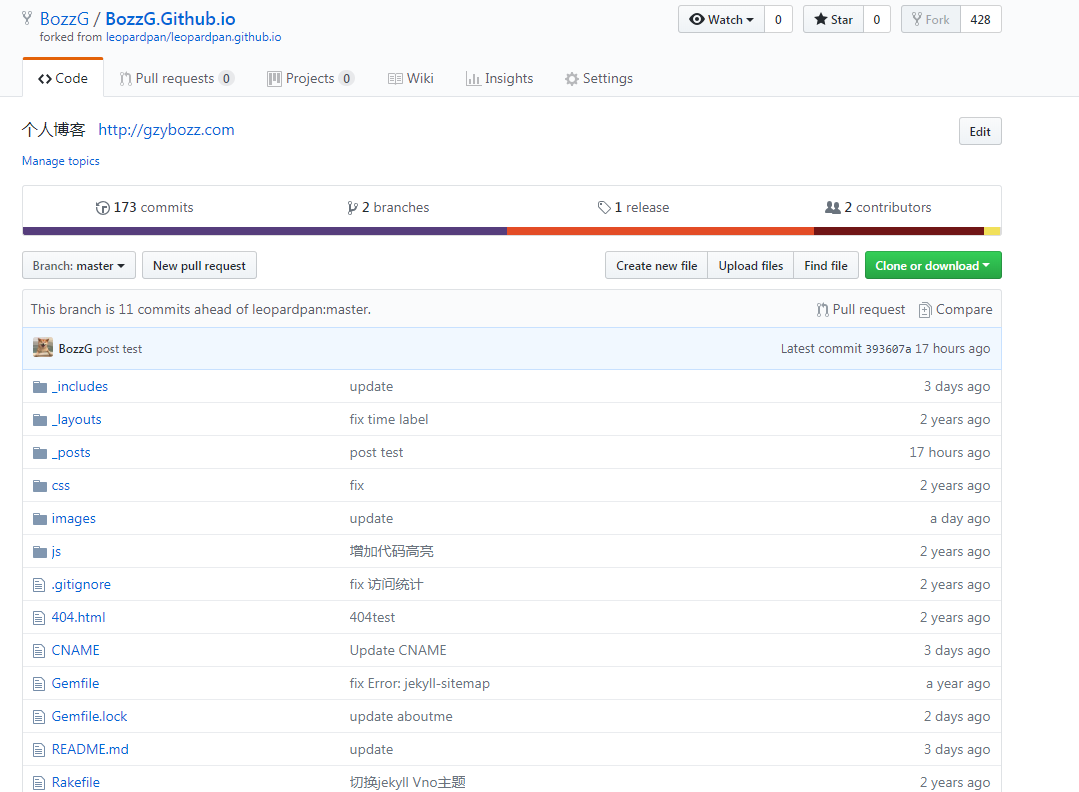 BozzG / BozzG.Github.io Watch 0 Star 0 Fork 428
forked from leopardpan/leopardpan.github.io
Code Pull requests 0 Projects 0 Wiki Insights Settings
个人博客 http://gzybozz.com Edit
Manage topics
173 commits 2 branches 1 release 2 contributors
Branch: master New pull request Create new file Upload files Find file Clone or download
This branch is 11 commits ahead of leopardpan:master. Pull request Compare
BozzG post test Latest commit 393607a 17 hours ago
_includes update 3 days ago
_layouts fix time label 2 years ago
_posts post test 17 hours ago
css fix 2 years ago
images update a day ago
js 增加代码高亮 2 years ago
.gitignore fix 访问统计 2 years ago
404.html 404test 2 years ago
CNAME Update CNAME 3 days ago
Gemfile fix Error: jekyll-sitemap a year ago
Gemfile.lock update aboutme 2 days ago
README.md update 3 days ago
Rakefile 切换jekyll Vno主题 2 years ago